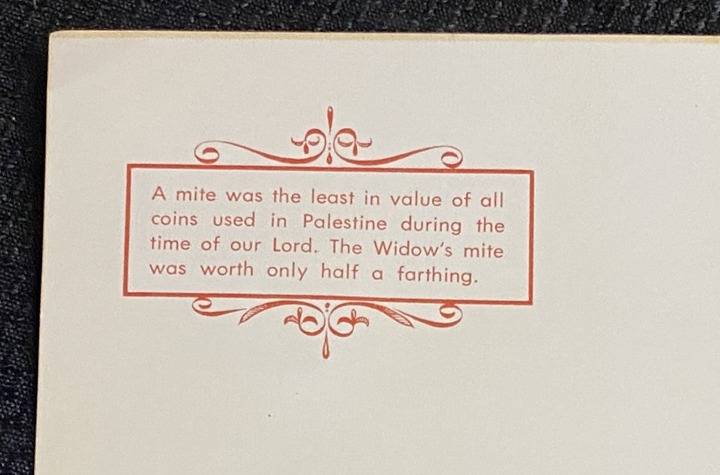 A mite was the least in value of all
coins used in Palestine during the
time of our Lord. The Widow's mite
was worth only half a farthing.